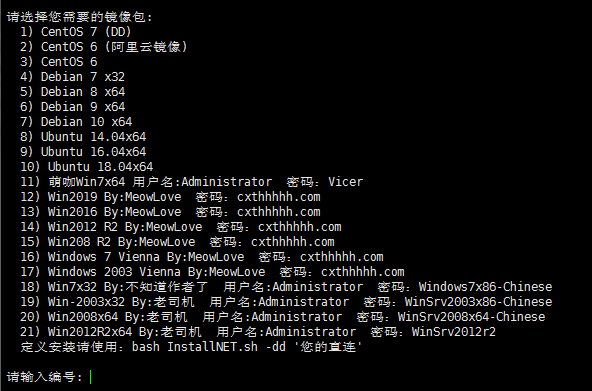 请选择您需要的镜像包:
1) CentOS 7 (DD)
2) CentOS 6 (阿里云镜像)
3) CentOS 6
4) Debian 7 x32
5) Debian 8 x64
6) Debian 9 x64
7) Debian 10 x64
8) Ubuntu 14.04x64
9) Ubuntu 16.04x64
10) Ubuntu 18.04x64
11) 萌咖Win7x64 用户名:Administrator 密码：Vicer
12) Win2019 By:MeowLove 密码：cxthhhhh.com
13) Win2016 By:MeowLove 密码：cxthhhhh.com
14) Win2012 R2 By:MeowLove 密码：cxthhhhh.com
15) Win208 R2 By:MeowLove 密码：cxthhhhh.com
16) Windows 7 Vienna By:MeowLove 密码：cxthhhhh.com
17) Windows 2003 Vienna By:MeowLove 密码：cxthhhhh.com
18) Win7x32 By:不知道作者了 用户名:Administrator 密码：Windows7x86-Chinese
19) Win-2003x32 By:老司机 用户名:Administrator 密码：WinSrv2003x86-Chinese
20) Win2008x64 By:老司机 用户名:Administrator 密码：WinSrv2008x64-Chinese
21) Win2012R2x64 By:老司机 用户名:Administrator 密码：WinSrv2012r2
定义安装请使用：bash InstallNET.sh -dd '您的直连'
请输入编号: